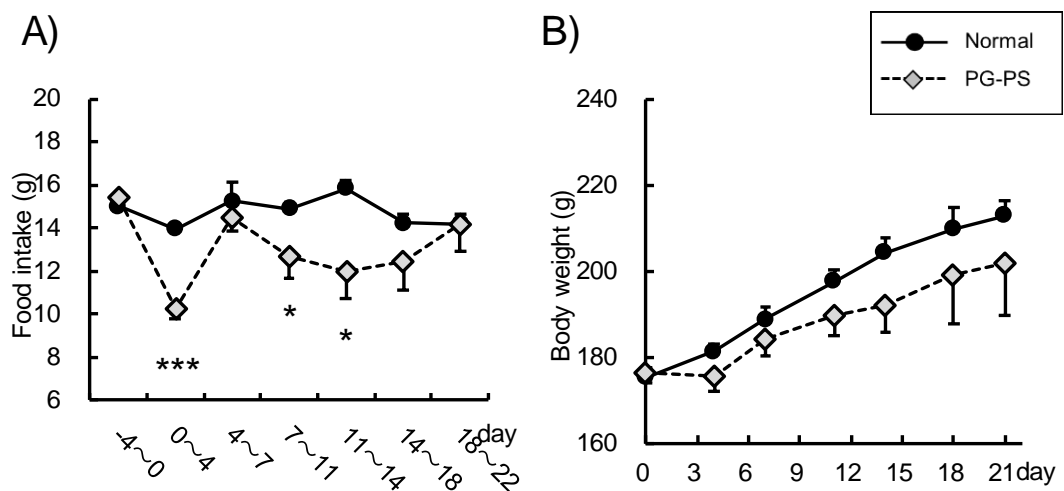 A)
B)
Normal
PG-PS
Food intake (g)
20
18
16
14
12
10
8
6
***
*
*
-4～0
0～4
4～7
7～11
11～14
14～18
18～22
day
Body weight (g)
240
220
200
180
160
0 3 6 9 12 15 18 21 day